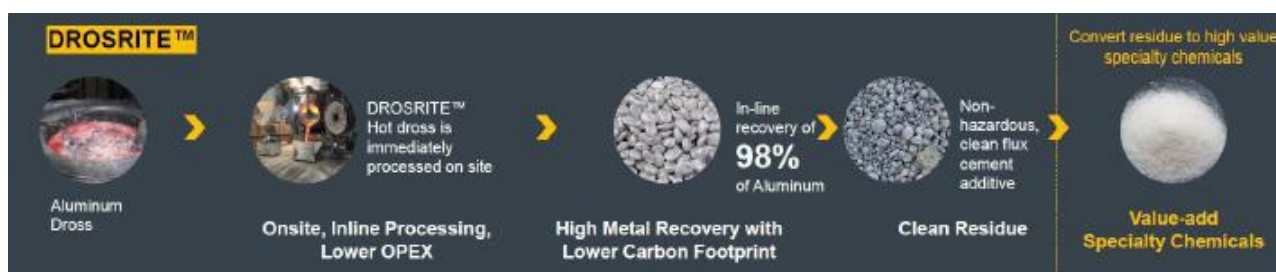 DROSRITE™
Aluminum
Dross
DROSRITE™
Hot dross is
immediately
processed on site
Onsite, Inline Processing,
Lower OPEX
In-line
recovery of
98%
of Aluminum
High Metal Recovery with
Lower Carbon Footprint
Non-
hazardous,
clean flux
cement
additive
Clean Residue
Convert residue to high value
specialty chemicals
Value-add
Specialty Chemicals